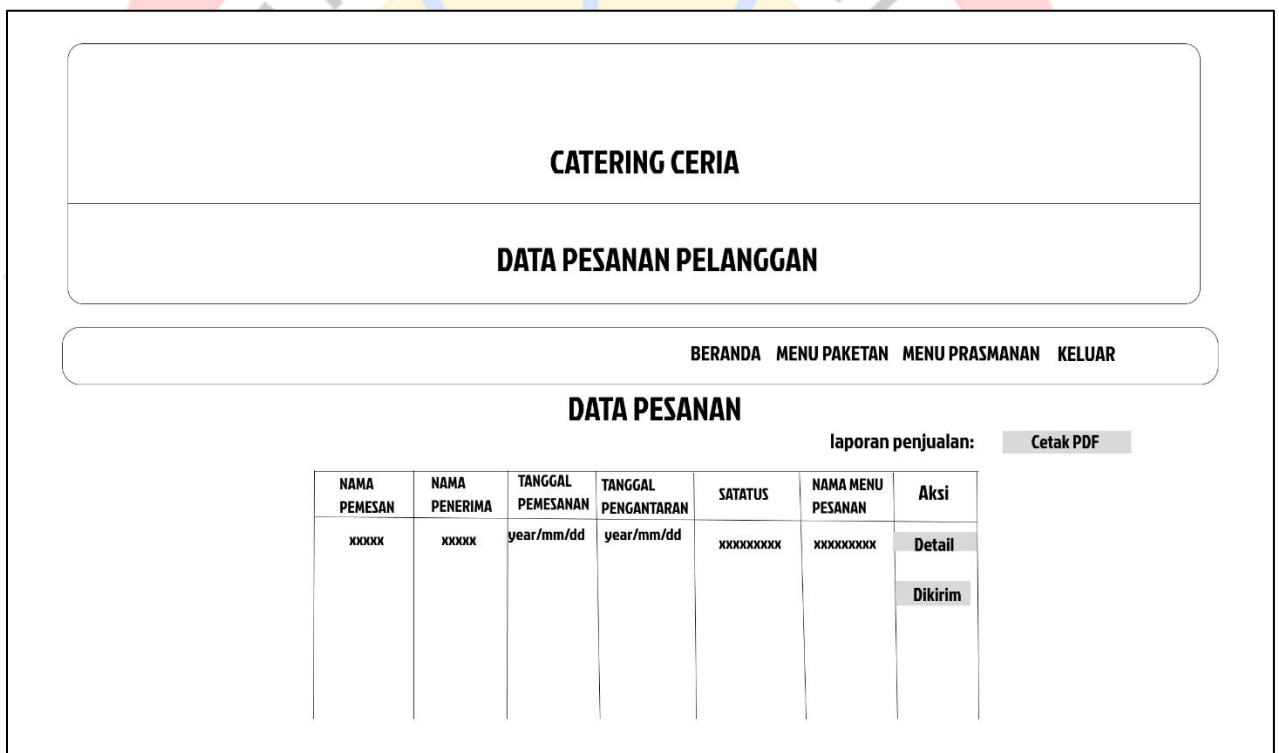 CATERING CERIA
DATA PESANAN PELANGGAN
BERANDA MENU PAKETAN MENU PRASMANAN KELUAR
DATA PESANAN
laporan penjualan: Cetak PDF
NAMA PEMESAN
NAMA PENERIMA
TANGGAL PEMESANAN
TANGGAL PENGANTARAN
SATATUS
NAMA MENU PESANAN
Aksi
xxxxx xxxxx year/mm/dd year/mm/dd xxxxxxxxx xxxxxxxxx Detail
Dikirim